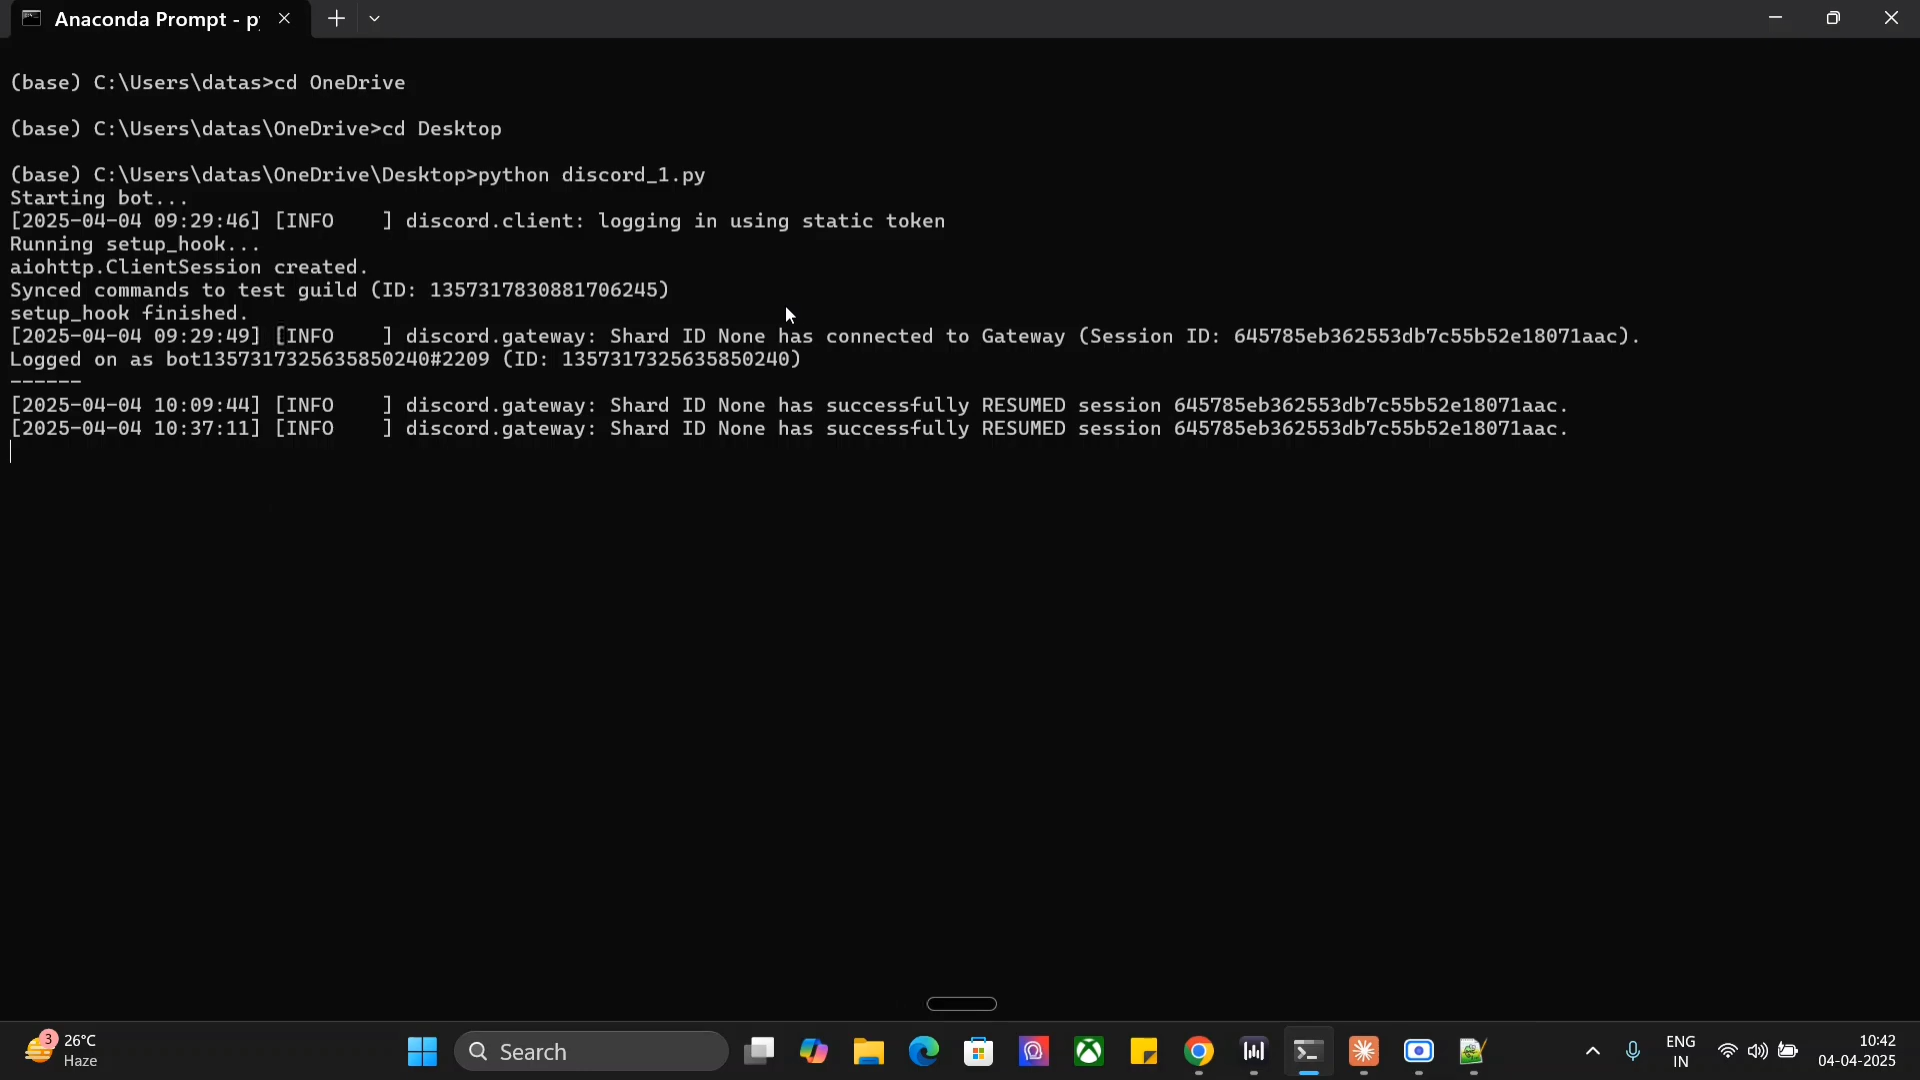 Anaconda Prompt - py
(base) C:\Users\datas>cd OneDrive
(base) C:\Users\datas\OneDrive>cd Desktop
(base) C:\Users\datas\OneDrive\Desktop>python discord_1.py
Starting bot...
[2025-04-04 09:29:46] [INFO    ] discord.client: logging in using static token
Running setup_hook...
aiohttp.ClientSession created.
Synced commands to test guild (ID: 1357317830881706245)
setup_hook finished.
[2025-04-04 09:29:49] [INFO    ] discord.gateway: Shard ID None has connected to Gateway (Session ID: 645785eb362553db7c55b52e18071aac).
Logged on as bot1357317325635850240#2209 (ID: 1357317325635850240)
------
[2025-04-04 10:09:44] [INFO    ] discord.gateway: Shard ID None has successfully RESUMED session 645785eb362553db7c55b52e18071aac.
[2025-04-04 10:37:11] [INFO    ] discord.gateway: Shard ID None has successfully RESUMED session 645785eb362553db7c55b52e18071aac.
3
26°C
Haze
Search
ENG
IN
10:42
04-04-2025